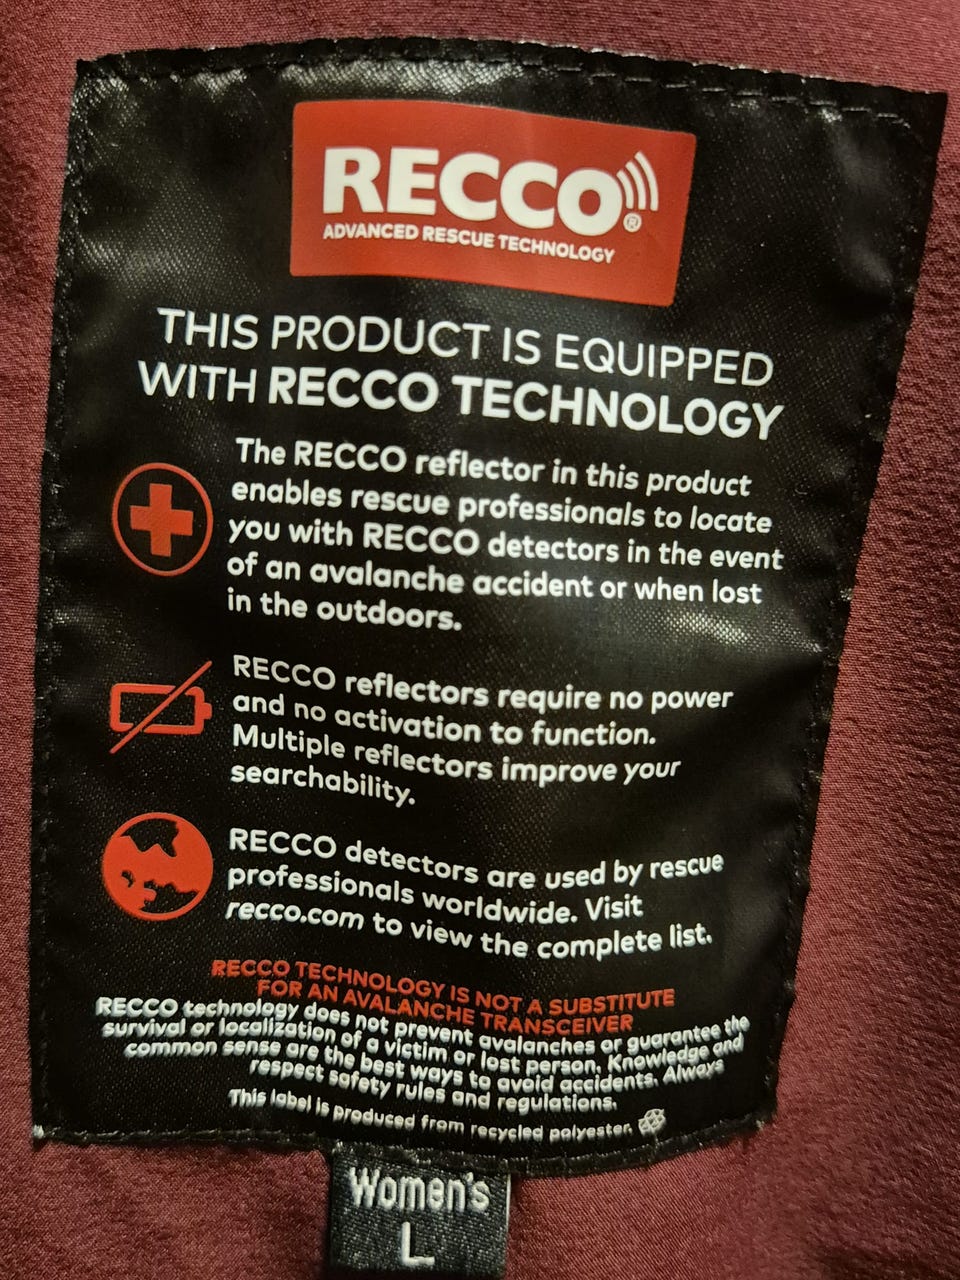 RECCO®
ADVANCED RESCUE TECHNOLOGY
THIS PRODUCT IS EQUIPPED
WITH RECCO TECHNOLOGY
The RECCO reflector in this product
enables rescue professionals to locate
you with RECCO detectors in the event
of an avalanche accident or when lost
in the outdoors.
RECCO reflectors require no power
and no activation to function.
Multiple reflectors improve your
searchability.
RECCO detectors are used by rescue
professionals worldwide. Visit
recco.com to view the complete list.
RECCO TECHNOLOGY IS NOT A SUBSTITUTE
FOR AN AVALANCHE TRANSCEIVER
RECCO technology does not prevent avalanches or guarantee the
survival or localization of a victim or lost person. Knowledge and
common sense are the best ways to avoid accidents. Always
respect safety rules and regulations.
This label is produced from recycled polyester.
Women's
L